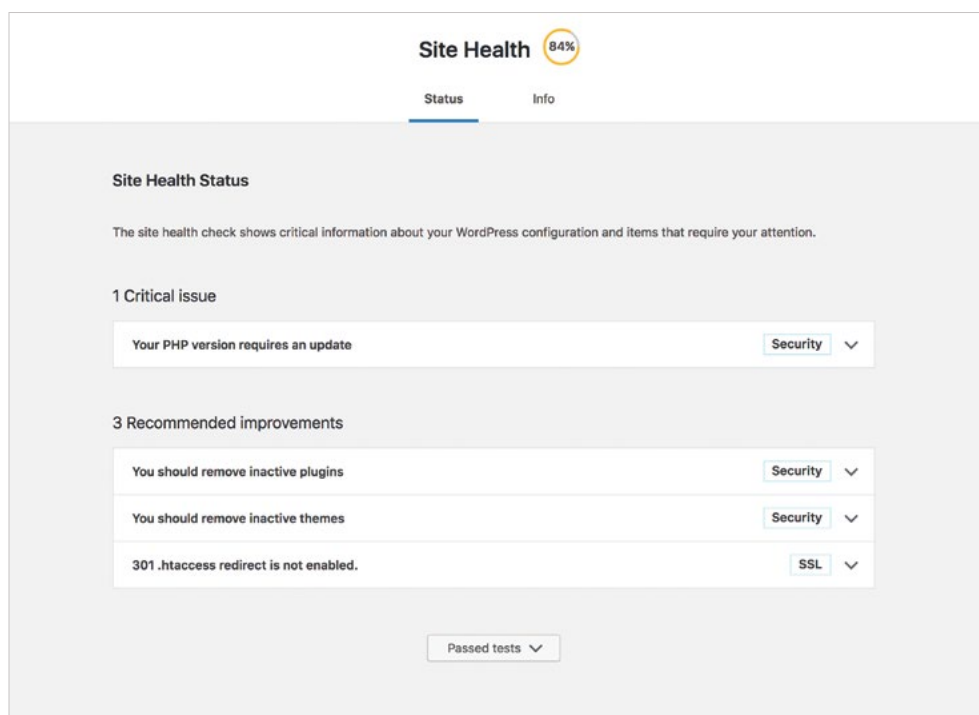 Site Health 84%
Status Info
Site Health Status
The site health check shows critical information about your WordPress configuration and items that require your attention.
1 Critical issue
Your PHP version requires an update Security
3 Recommended improvements
You should remove inactive plugins Security
You should remove inactive themes Security
301 .htaccess redirect is not enabled. SSL
Passed tests